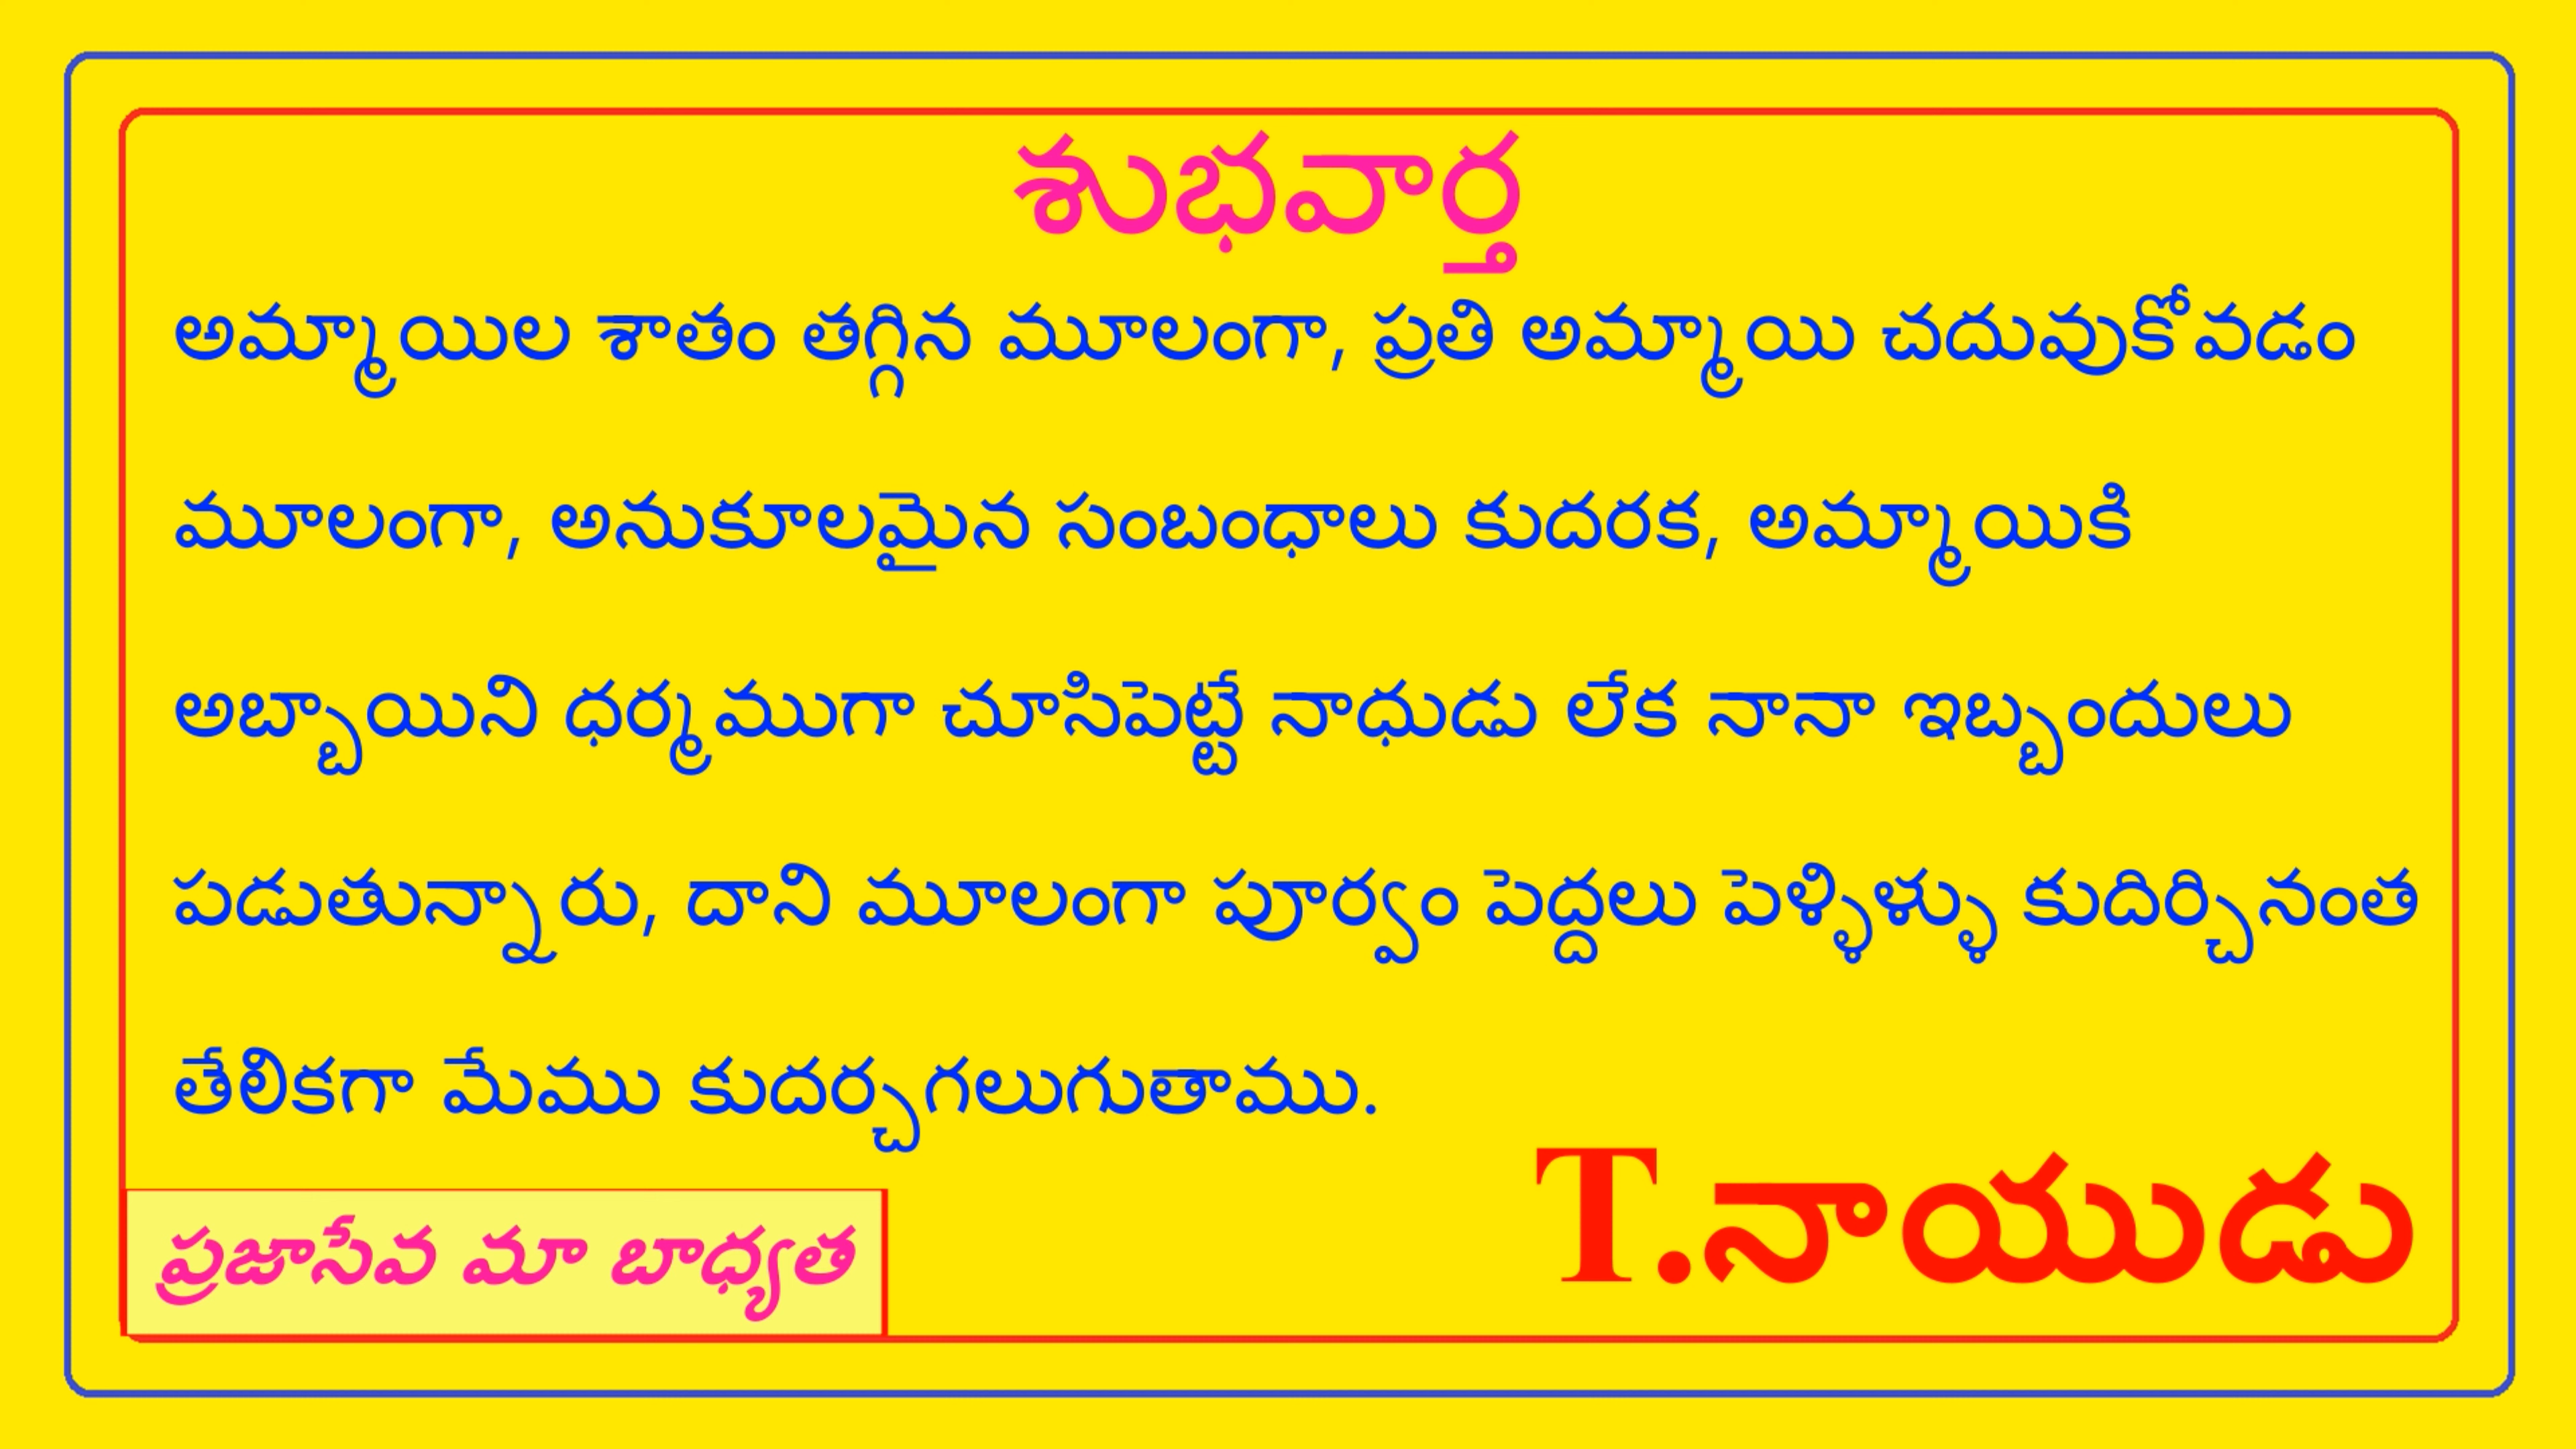 శుభవార్త
అమ్మాయిల శాతం తగ్గిన మూలంగా, ప్రతి అమ్మాయి చదువుకోవడం
మూలంగా, అనుకూలమైన సంబంధాలు కుదరక, అమ్మాయికి
అబ్బాయిని ధర్మముగా చూసిపెట్టే నాధుడు లేక నానా ఇబ్బందులు
పడుతున్నారు, దాని మూలంగా పూర్వం పెద్దలు పెళ్ళిళ్ళు కుదిర్చినంత
తేలికగా మేము కుదర్చగలుగుతాము.
T.నాయుడు
ప్రజాసేవ మా బాధ్యత